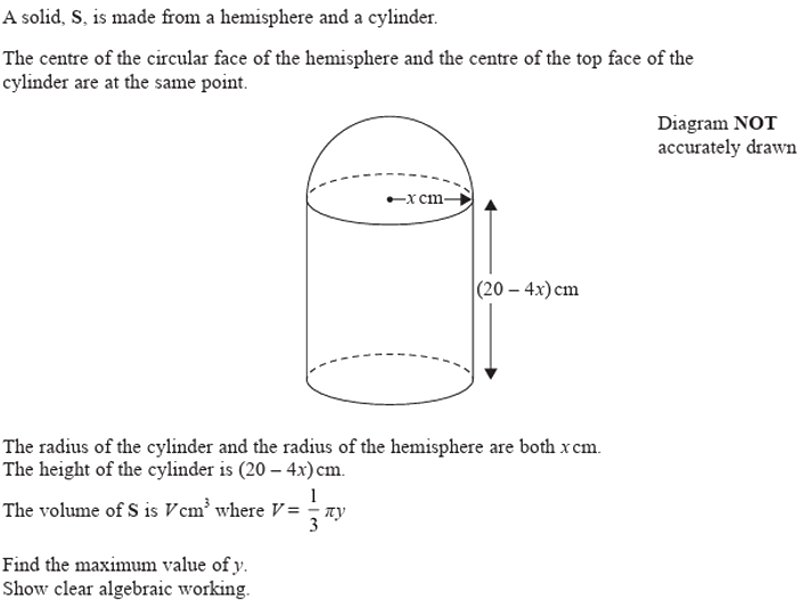 A solid, S, is made from a hemisphere and a cylinder.
The centre of the circular face of the hemisphere and the centre of the top face of the
cylinder are at the same point.
Diagram NOT
accurately drawn
x cm
(20 – 4x) cm
The radius of the cylinder and the radius of the hemisphere are both x cm.
The height of the cylinder is (20 – 4x) cm.
The volume of S is V cm³ where V = 1/3 πy
Find the maximum value of y.
Show clear algebraic working.